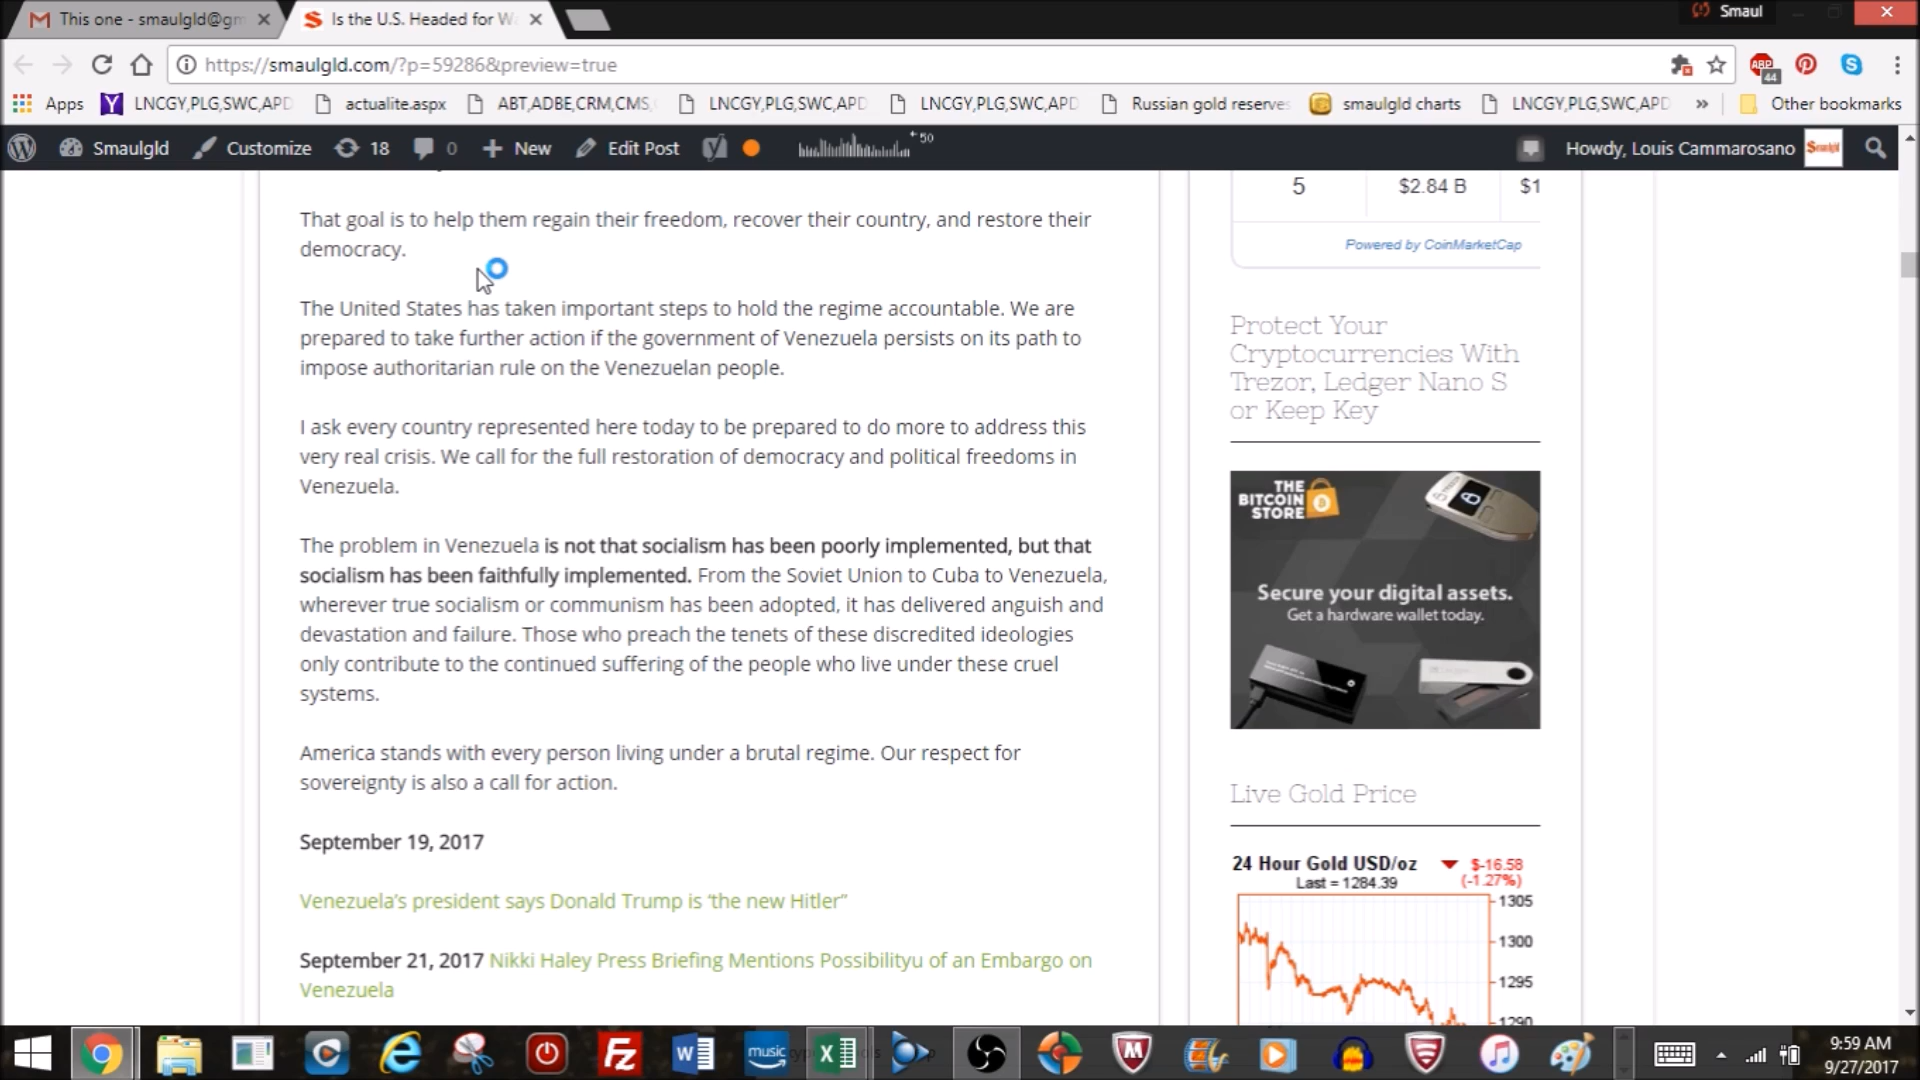 This one - smaulgld@gm
Is the U.S. Headed for W
Smaul
https://smaulgld.com/?p=59286&preview=true
ABP
44
Apps
LNCGY,PLG,SWC,APD
actualite.aspx
ABT,ADBE,CRM,CMS,
LNCGY,PLG,SWC,APD
LNCGY,PLG,SWC,APD
Russian gold reserves
smaulgld charts
LNCGY,PLG,SWC,APD
»
Other bookmarks
Smaulgld
Customize
18
0
New
Edit Post
50
Howdy, Louis Cammarosano
Smaulgld
That goal is to help them regain their freedom, recover their country, and restore their
democracy.
The United States has taken important steps to hold the regime accountable. We are
prepared to take further action if the government of Venezuela persists on its path to
impose authoritarian rule on the Venezuelan people.
I ask every country represented here today to be prepared to do more to address this
very real crisis. We call for the full restoration of democracy and political freedoms in
Venezuela.
The problem in Venezuela is not that socialism has been poorly implemented, but that
socialism has been faithfully implemented. From the Soviet Union to Cuba to Venezuela,
wherever true socialism or communism has been adopted, it has delivered anguish and
devastation and failure. Those who preach the tenets of these discredited ideologies
only contribute to the continued suffering of the people who live under these cruel
systems.
America stands with every person living under a brutal regime. Our respect for
sovereignty is also a call for action.
September 19, 2017
Venezuela's president says Donald Trump is 'the new Hitler"
September 21, 2017 Nikki Haley Press Briefing Mentions Possibilityu of an Embargo on
Venezuela
5
$2.84 B
$1
Powered by CoinMarketCap
Protect Your
Cryptocurrencies With
Trezor, Ledger Nano S
or Keep Key
THE
BITCOIN
STORE
Secure your digital assets.
Get a hardware wallet today.
Live Gold Price
24 Hour Gold USD/oz
$-16.58
Last = 1284.39
(-1.27%)
1305
1300
1295
1290
music
9:59 AM
9/27/2017